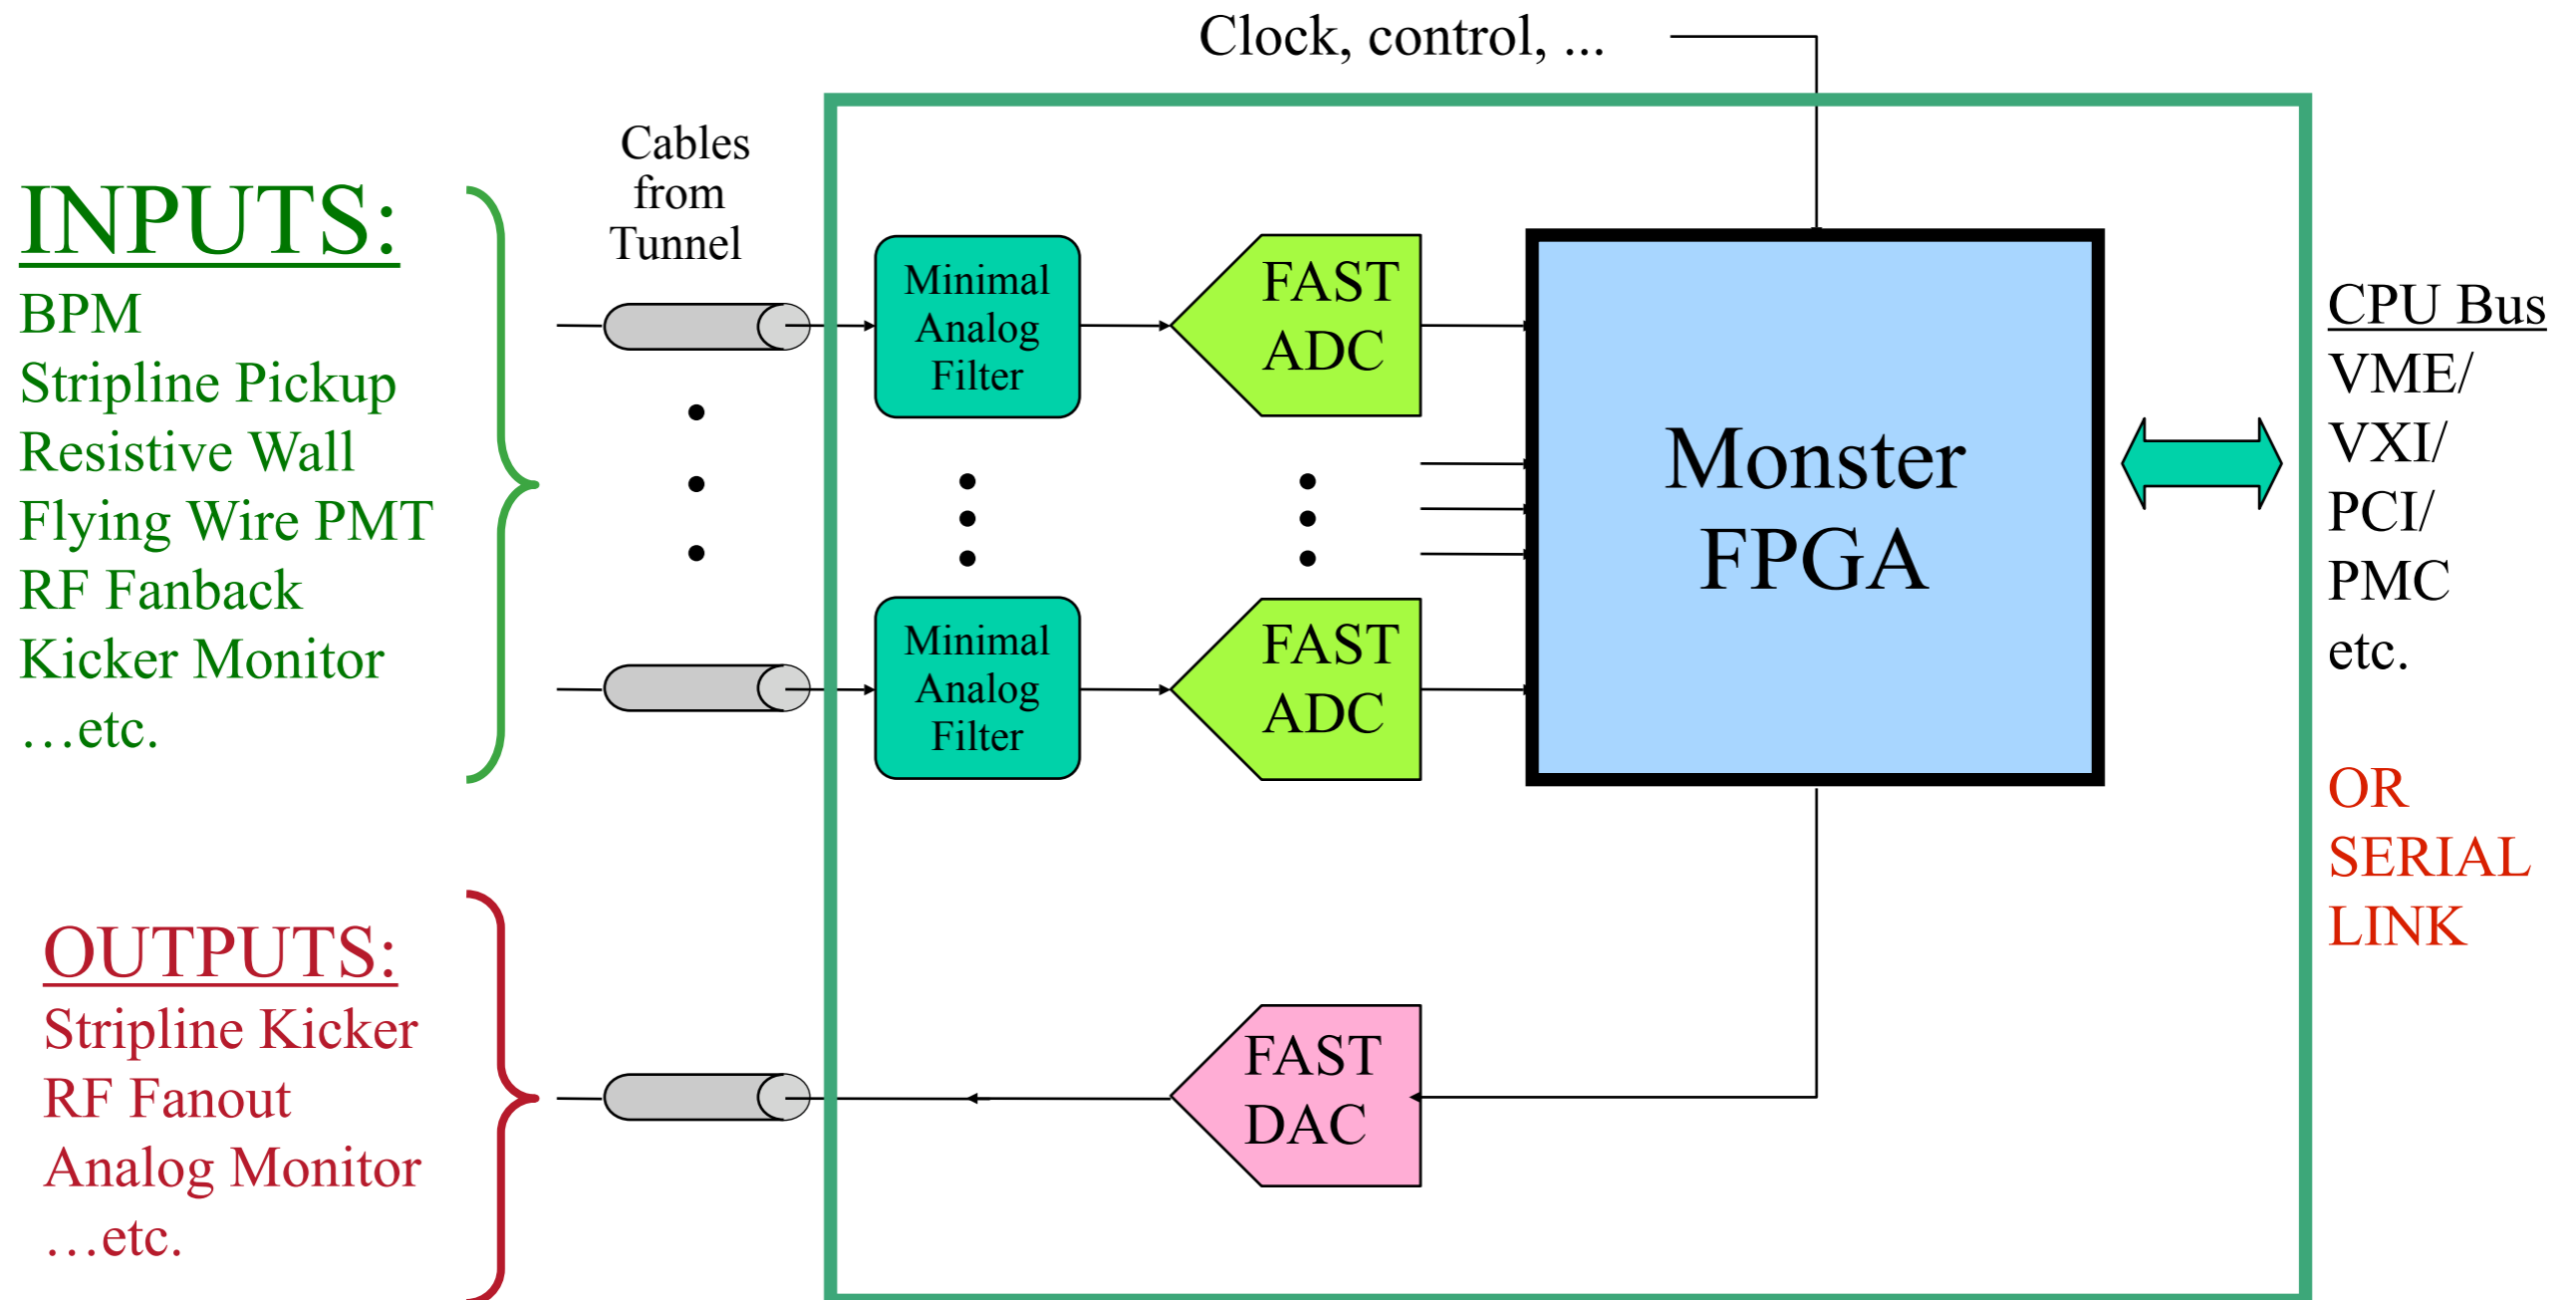 Clock, control, ...
Cables
from
Tunnel
INPUTS:
BPM
Stripline Pickup
Resistive Wall
Flying Wire PMT
RF Fanback
Kicker Monitor
…etc.
Minimal
Analog
Filter
FAST
ADC
Minimal
Analog
Filter
FAST
ADC
Monster
FPGA
CPU Bus
VME/
VXI/
PCI/
PMC
etc.
OR
SERIAL
LINK
OUTPUTS:
Stripline Kicker
RF Fanout
Analog Monitor
…etc.
FAST
DAC